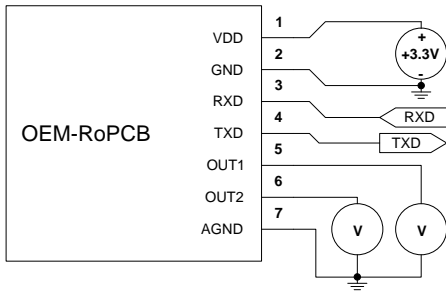 1
VDD
2
GND
3
RXD
4
TXD
5
OUT1
6
OUT2
7
AGND
OEM-RoPCB
+
+3.3V
-
RXD
TXD
V
V